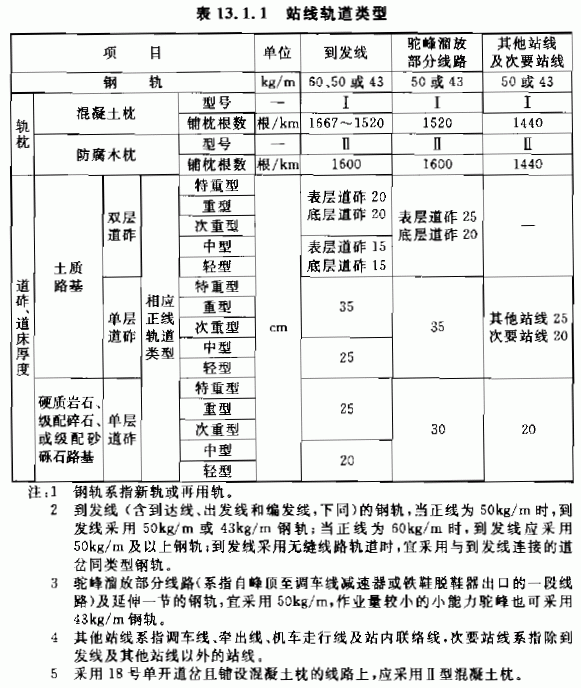 表 13.1.1 站线轨道类型
项 目 单位 到发线 驼峰溜放部分线路 其他站线及次要站线
钢 轨 kg/m 60、50 或 43 50 或 43 50 或 43
轨枕 混凝土枕 型号 — Ⅰ Ⅰ Ⅰ
铺枕根数 根/km 1667~1520 1520 1440
防腐木枕 型号 — Ⅱ Ⅱ Ⅱ
铺枕根数 根/km 1600 1600 1440
道砟、道床厚度 土质路基 双层道砟 相应正线轨道类型 特重型 cm 表层道砟 20 底层道砟 20 表层道砟 25 底层道砟 20 —
重型
次重型
中型 表层道砟 15 底层道砟 15
轻型
单层道砟 特重型 35 35 其他站线 25 次要站线 20
重型
次重型
中型 25
轻型
硬质岩石、级配碎石、或级配砂砾石路基 单层道砟 特重型 25 30 20
重型
次重型
中型 20
轻型
注:1 钢轨系指新轨或再用轨。
2 到发线(含到达线、出发线和编发线,下同)的钢轨,当正线为 50kg/m 时,到
发线采用 50kg/m 或 43kg/m 钢轨;当正线为 60kg/m 时,到发线应采用
50kg/m 及以上钢轨;到发线采用无缝线路轨道时,宜采用与到发线连接的道
岔同类型钢轨。
3 驼峰溜放部分线路(系指自峰顶至调车线减速器或铁鞋脱鞋器出口的一段线
路)及延伸一节的钢轨,宜采用 50kg/m,作业量较小的小能力驼峰也可采用
43kg/m 钢轨。
4 其他站线系指调车线、牵出线、机车走行线及站内联络线,次要站线系指除到
发线及其他站线以外的站线。
5 采用 18 号单开道岔且铺设混凝土枕的线路上,应采用Ⅱ型混凝土枕。